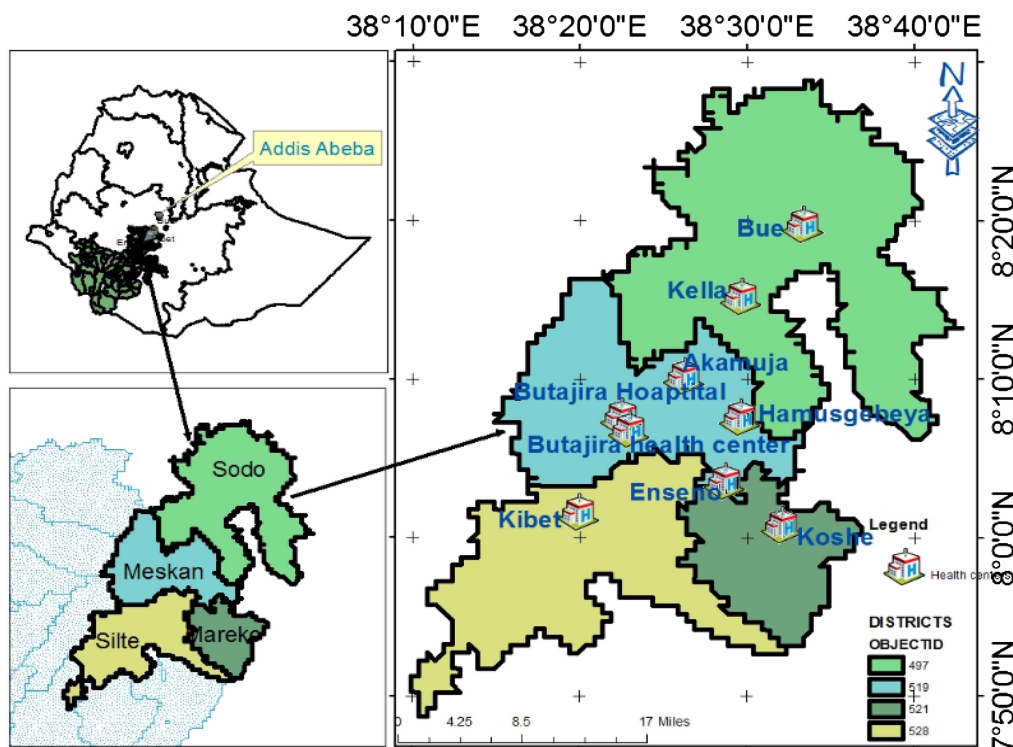 38°10'0"E 38°20'0"E 38°30'0"E 38°40'0"E
Addis Abeba
N
8°20'0"N
Bue
Kella
8°10'0"N
Akamuja
Butajira Hoaptital
Hamusgebeya
Butajira health center
Enseno
Kibet
Koshe
8°0'0"N
Legend
H
Health centers
DISTRICTS
OBJECTID
497
519
521
528
7°50'0"N
0 4.25 8.5 17 Miles
Sodo
Meskan
Silte
Mareko